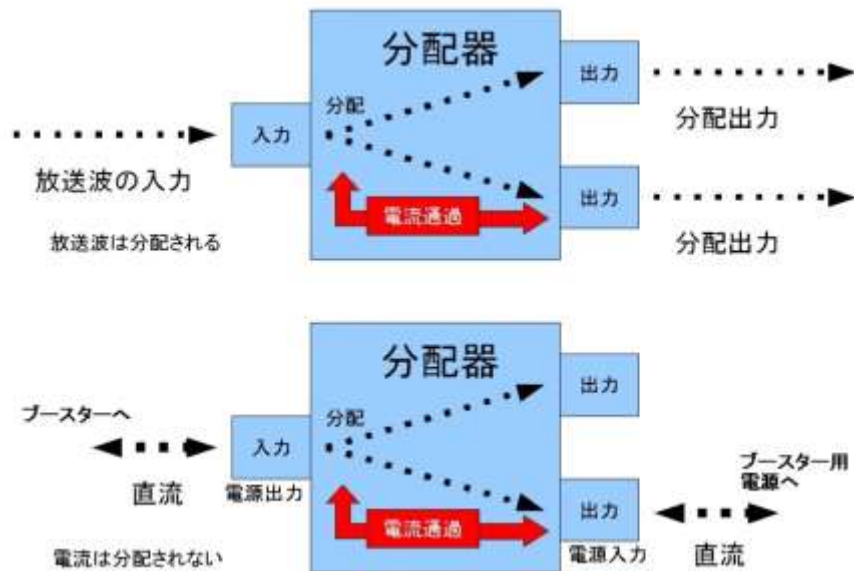 分配器
出力
分配
分配出力
入力
放送波の入力
出力
電流通過
放送波は分配される
分配出力
分配器
出力
ブースターへ
分配
入力
ブースター用
電源へ
直流
電源出力
出力
電流通過
電流は分配されない
電源入力
直流